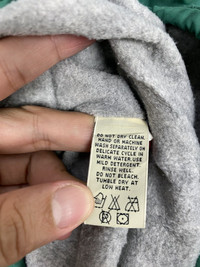 DO NOT DRY CLEAN.
HAND OR MACHINE
WASH SEPARATELY ON
DELICATE CYCLE IN
WARM WATER.USE
MILD DETERGENT.
RINSE WELL.
DO NOT BLEACH.
TUMBLE DRY AT
LOW HEAT.